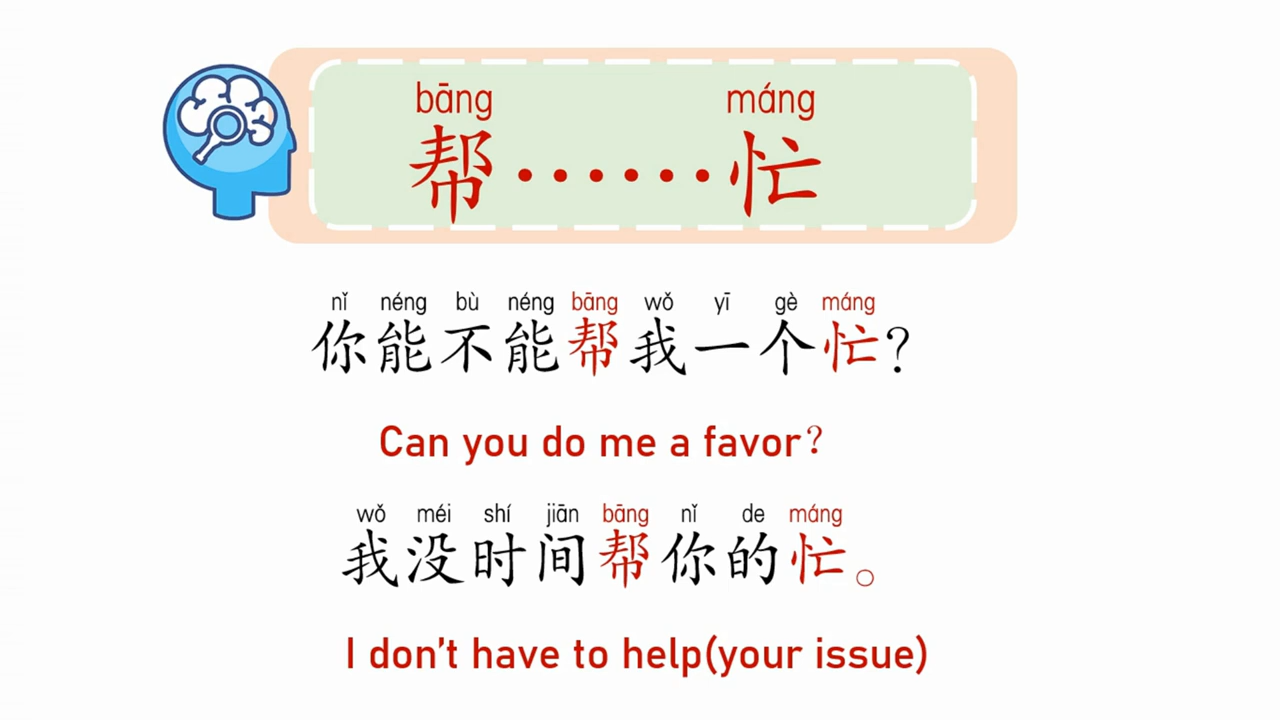 bāng máng
帮······忙
nǐ néng bù néng bāng wǒ yī gè máng
你能不能帮我一个忙?
Can you do me a favor?
wǒ méi shí jiān bāng nǐ de máng
我没时间帮你的忙。
I don't have to help(your issue)